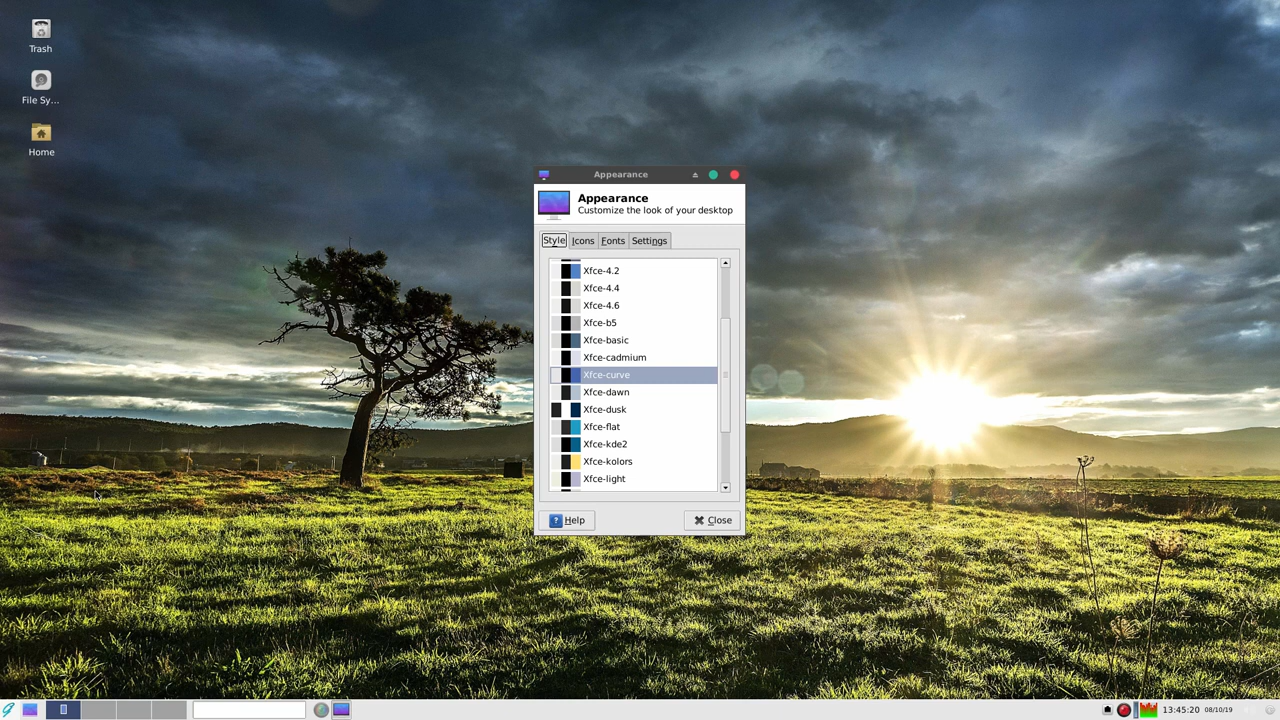 Trash
File Sy...
Home
Appearance
Appearance
Customize the look of your desktop
Style Icons Fonts Settings
Xfce-4.2
Xfce-4.4
Xfce-4.6
Xfce-b5
Xfce-basic
Xfce-cadmium
Xfce-curve
Xfce-dawn
Xfce-dusk
Xfce-flat
Xfce-kde2
Xfce-kolors
Xfce-light
? Help
Close
13:45:20 08/10/19